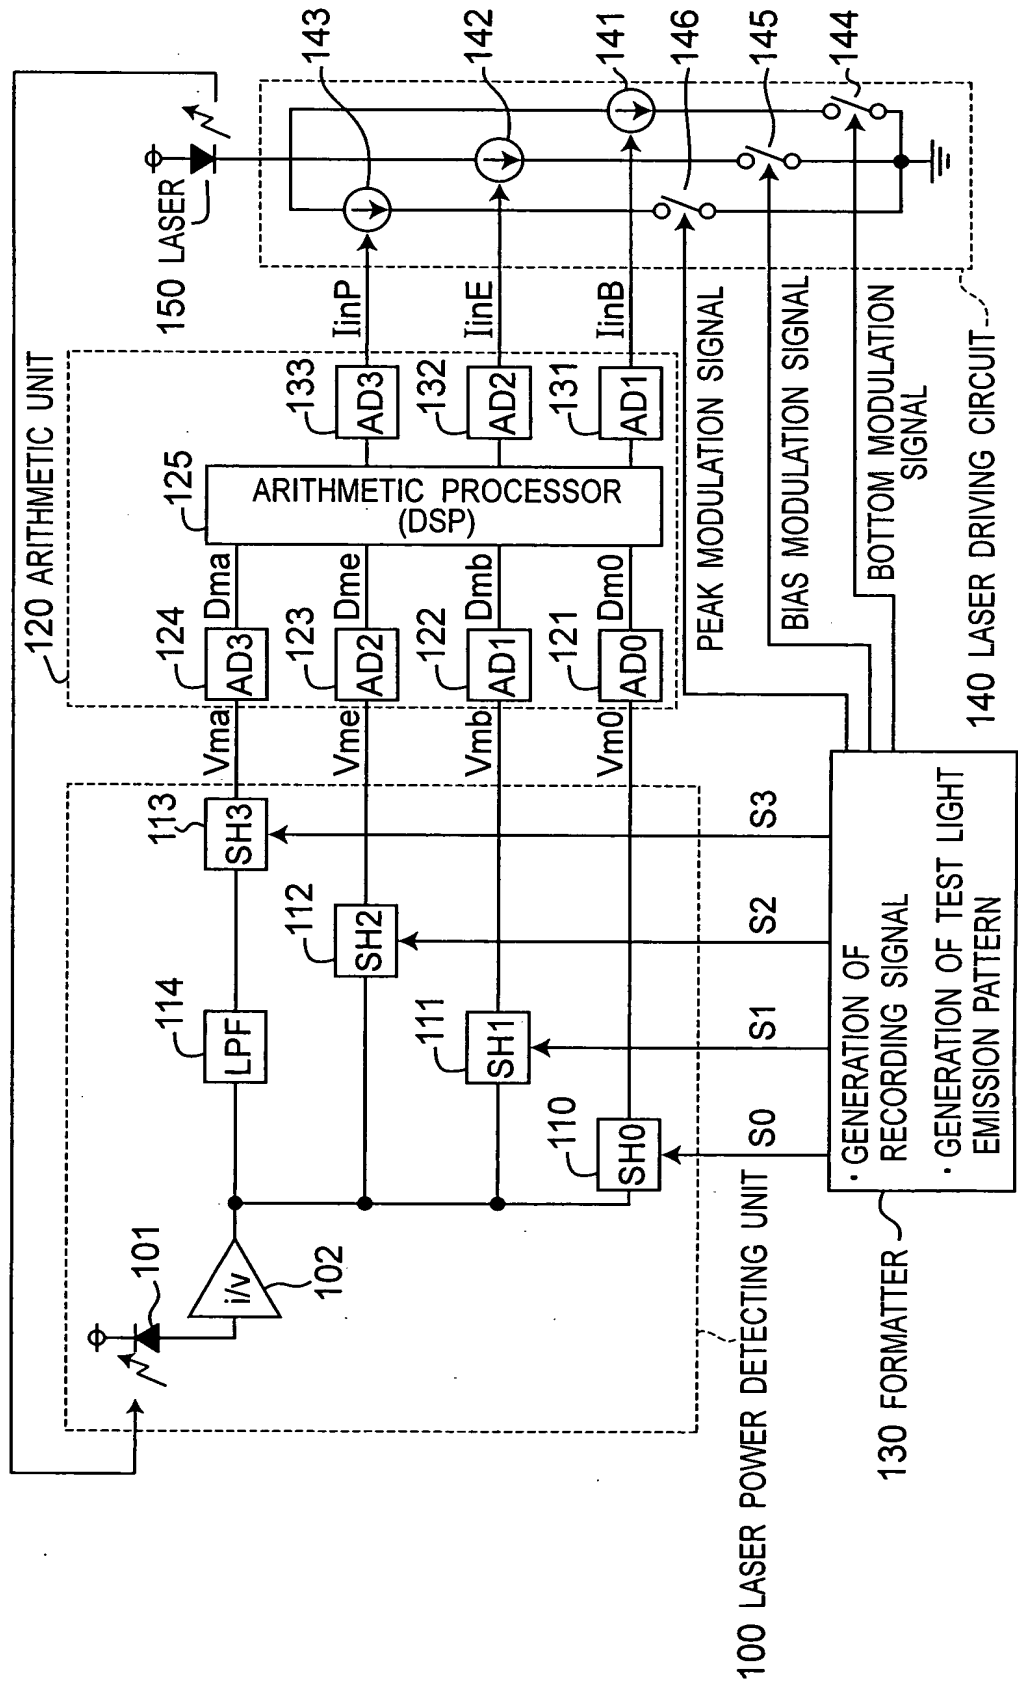 100 LASER POWER DETECTING UNIT
101
i/v
102
LPF
114
SH3
113
SH2
112
SH1
111
SH0
110
S0
S1
S2
S3
130 FORMATTER
· GENERATION OF
RECORDING SIGNAL
· GENERATION OF TEST LIGHT
EMISSION PATTERN
120 ARITHMETIC UNIT
Vma
Vme
Vmb
Vm0
124
AD3
123
AD2
122
AD1
121
AD0
Dma
Dme
Dmb
Dm0
125
ARITHMETIC PROCESSOR
(DSP)
133
AD3
132
AD2
131
AD1
IinP
IinE
IinB
PEAK MODULATION SIGNAL
BIAS MODULATION SIGNAL
BOTTOM MODULATION
SIGNAL
140 LASER DRIVING CIRCUIT
150 LASER
143
142
141
146
145
144